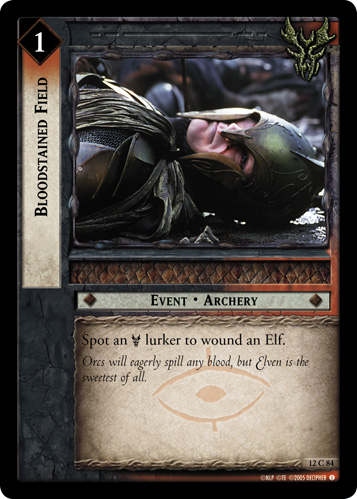 1
Bloodstained Field
Event • Archery
Spot an lurker to wound an Elf.
Orcs will eagerly spill any blood, but Elven is the
sweetest of all.
12 C 84
©NLP ©TE ©2005 DECIPHER